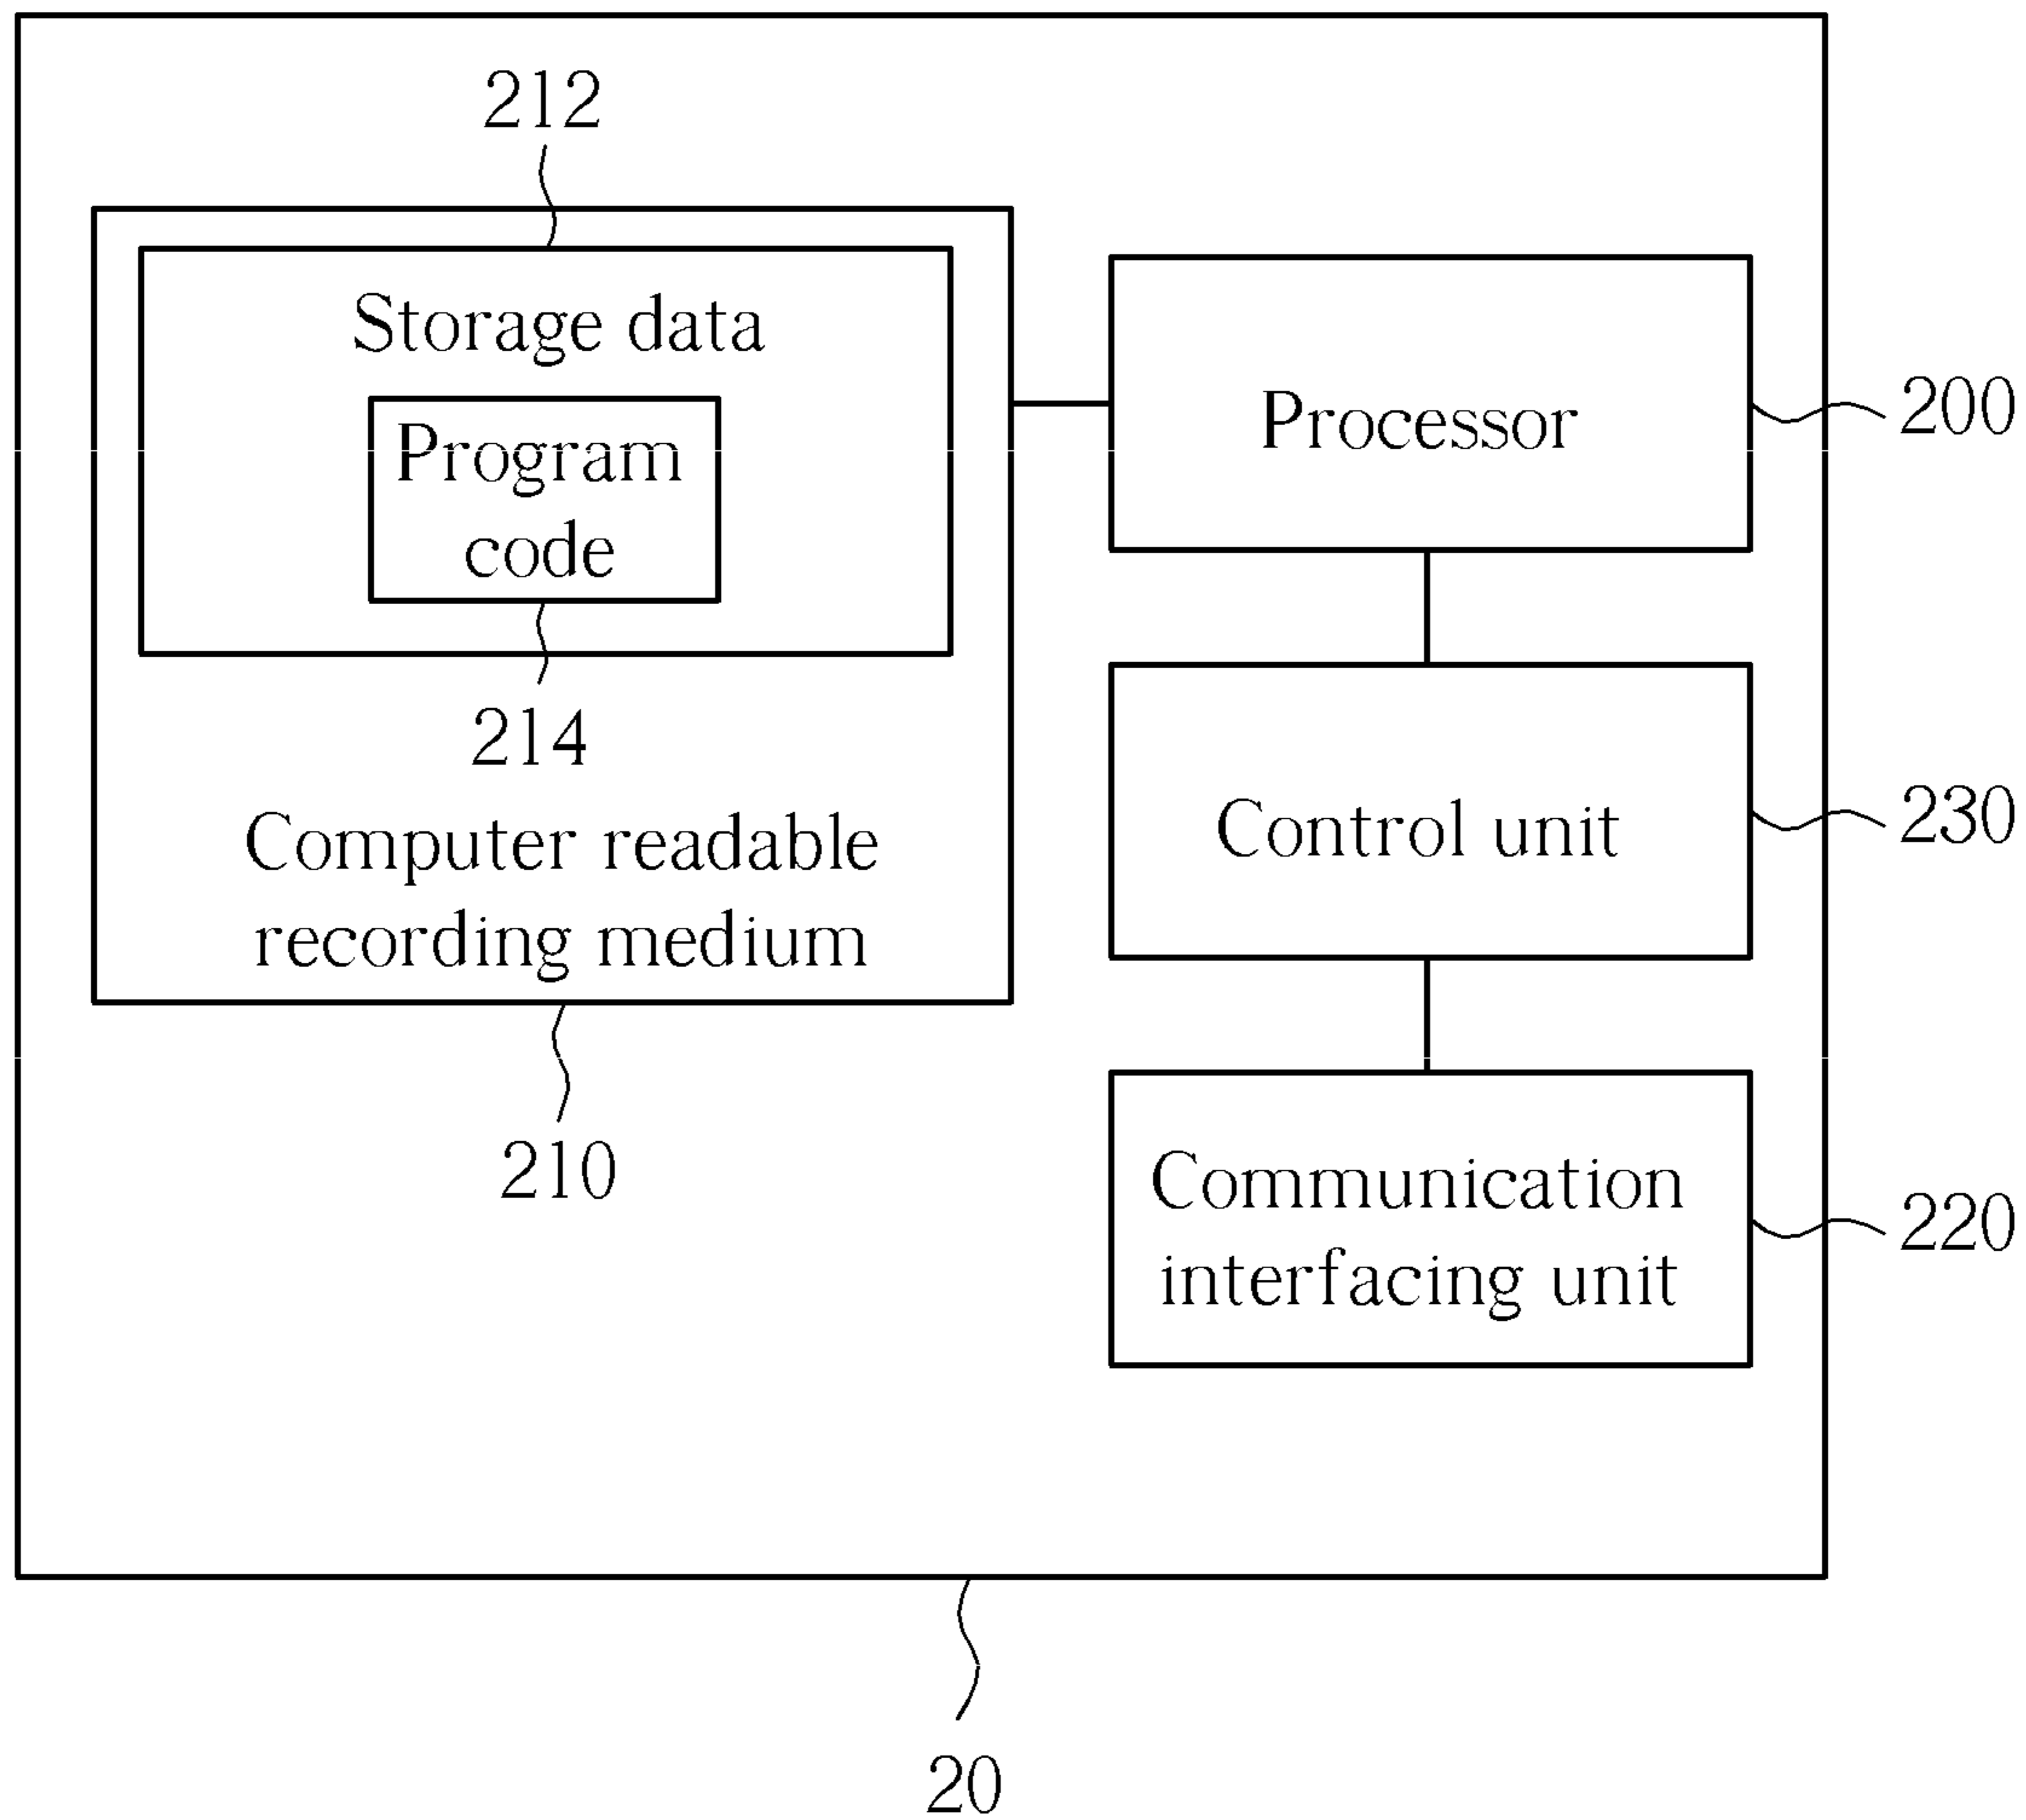 212
Storage data
Program
code
214
Computer readable
recording medium
210
Processor
200
Control unit
230
Communication
interfacing unit
220
20